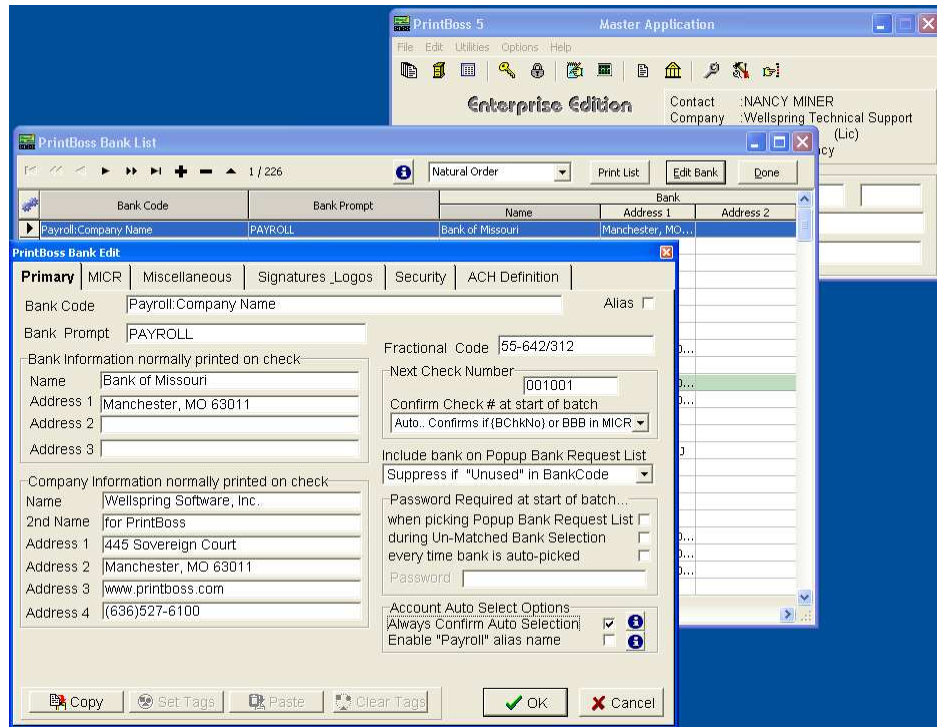 PrintBoss 5 Master Application
File Edit Utilities Options Help
Enterprise Edition
Contact :NANCY MINER
Company :Wellspring Technical Support
(Lic)
PrintBoss Bank List
1 / 226
Natural Order
Print List
Edit Bank
Done
Bank Code
Bank Prompt
Bank
Name
Address 1
Address 2
Payroll:Company Name PAYROLL Bank of Missouri Manchester, MO...
PrintBoss Bank Edit
Primary MICR Miscellaneous Signatures _Logos Security ACH Definition
Bank Code Payroll:Company Name
Alias
Bank Prompt PAYROLL
Bank Information normally printed on check
Name Bank of Missouri
Address 1 Manchester, MO 63011
Address 2
Address 3
Company Information normally printed on check
Name Wellspring Software, Inc.
2nd Name for PrintBoss
Address 1 445 Sovereign Court
Address 2 Manchester, MO 63011
Address 3 www.printboss.com
Address 4 (636)527-6100
Fractional Code 55-642/312
Next Check Number
001001
Confirm Check # at start of batch
Auto.. Confirms if {BChkNo} or BBB in MICR
Include bank on Popup Bank Request List
Suppress if "Unused" in BankCode
Password Required at start of batch...
when picking Popup Bank Request List
during Un-Matched Bank Selection
every time bank is auto-picked
Password
Account Auto Select Options
Always Confirm Auto Selection
Enable "Payroll" alias name
Copy Set Tags Paste Clear Tags
OK Cancel